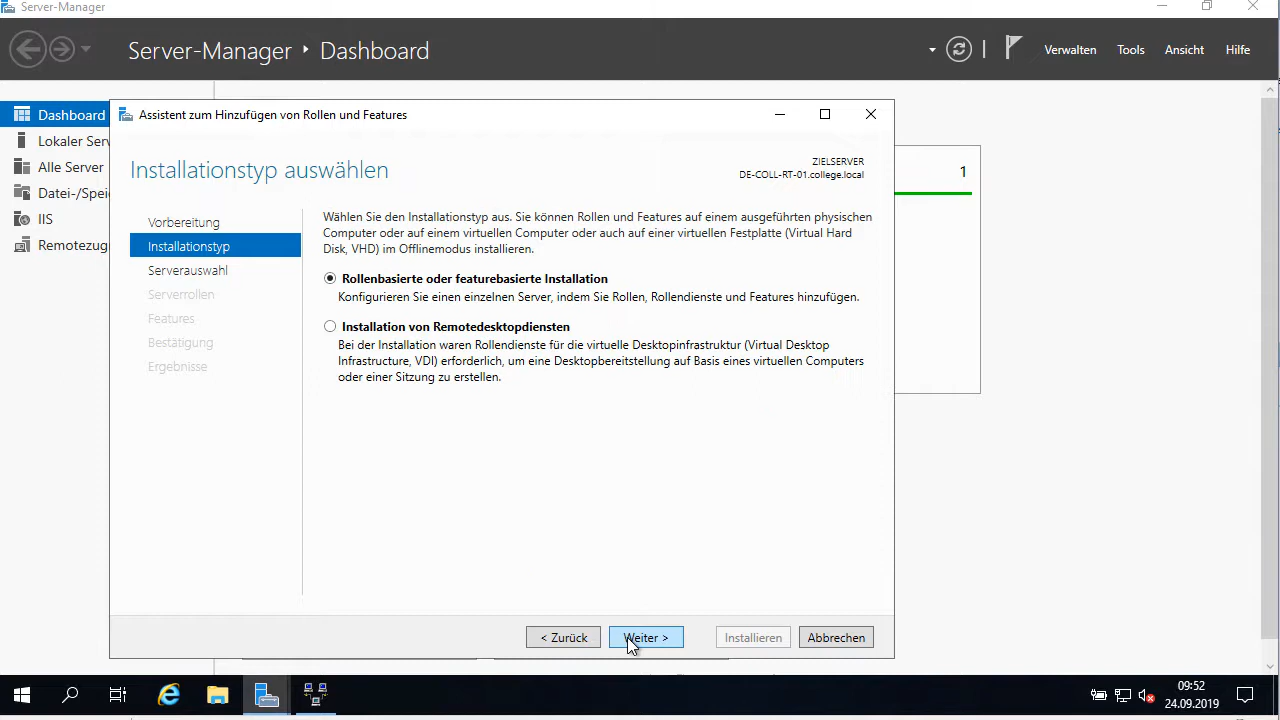 Server-Manager
Server-Manager ‣ Dashboard
Verwalten
Tools
Ansicht
Hilfe
Dashboard
Lokaler Serv
Alle Server
Datei-/Spei
IIS
Remotezug
1
Assistent zum Hinzufügen von Rollen und Features
Installationstyp auswählen
ZIELSERVER
DE-COLL-RT-01.college.local
Vorbereitung
Installationstyp
Serverauswahl
Serverrollen
Features
Bestätigung
Ergebnisse
Wählen Sie den Installationstyp aus. Sie können Rollen und Features auf einem ausgeführten physischen
Computer oder auf einem virtuellen Computer oder auch auf einer virtuellen Festplatte (Virtual Hard
Disk, VHD) im Offlinemodus installieren.
Rollenbasierte oder featurebasierte Installation
Konfigurieren Sie einen einzelnen Server, indem Sie Rollen, Rollendienste und Features hinzufügen.
Installation von Remotedesktopdiensten
Bei der Installation waren Rollendienste für die virtuelle Desktopinfrastruktur (Virtual Desktop
Infrastructure, VDI) erforderlich, um eine Desktopbereitstellung auf Basis eines virtuellen Computers
oder einer Sitzung zu erstellen.
< Zurück
Weiter >
Installieren
Abbrechen
09:52
24.09.2019